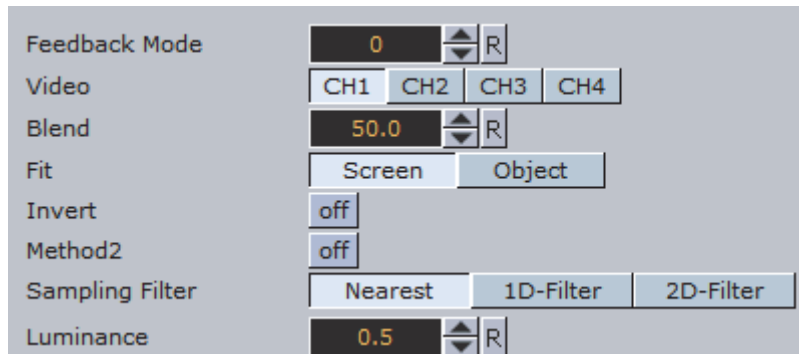 Feedback Mode 0 R
Video CH1 CH2 CH3 CH4
Blend 50.0 R
Fit Screen Object
Invert off
Method2 off
Sampling Filter Nearest 1D-Filter 2D-Filter
Luminance 0.5 R